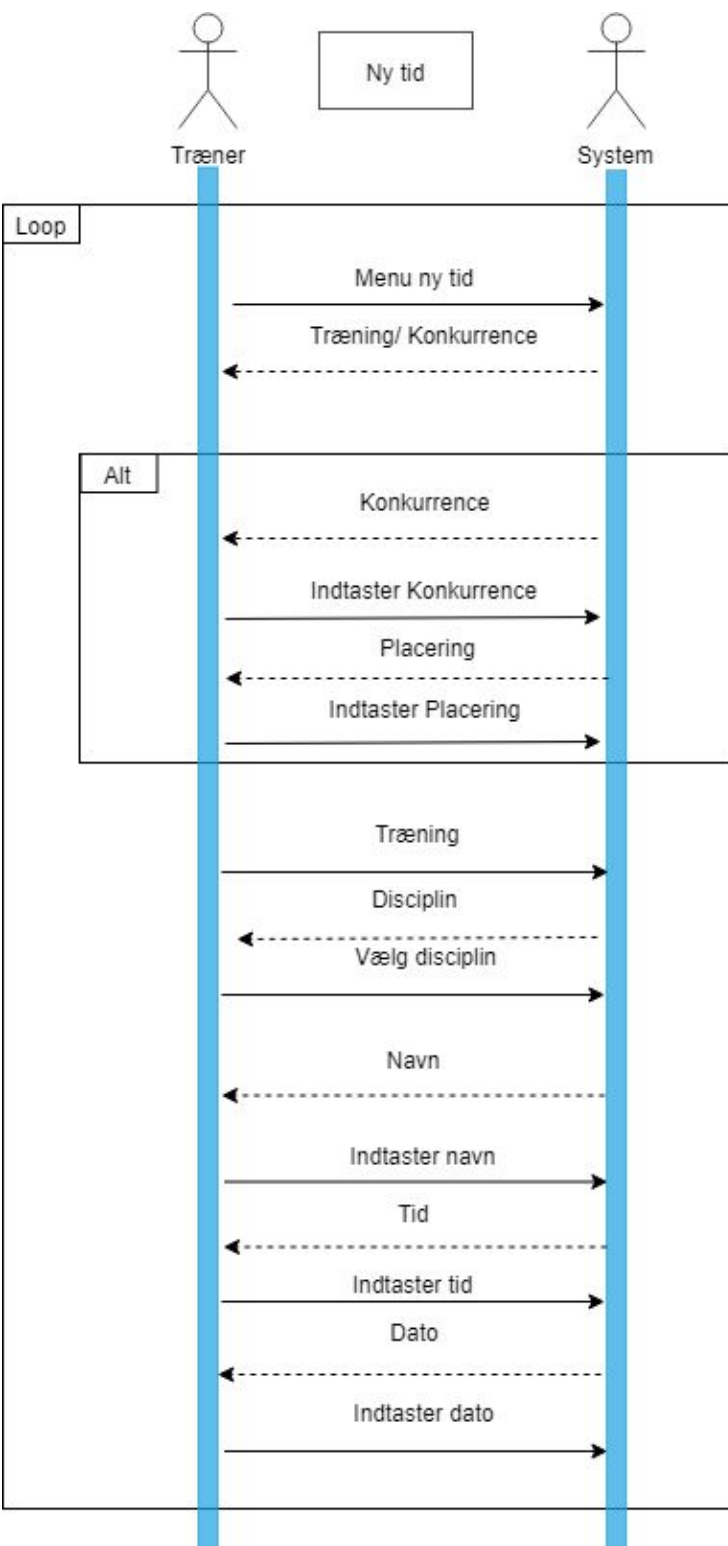 Ny tid
Træner
System
Loop
Menu ny tid
Træning/ Konkurrence
Alt
Konkurrence
Indtaster Konkurrence
Placering
Indtaster Placering
Træning
Disciplin
Vælg disciplin
Navn
Indtaster navn
Tid
Indtaster tid
Dato
Indtaster dato